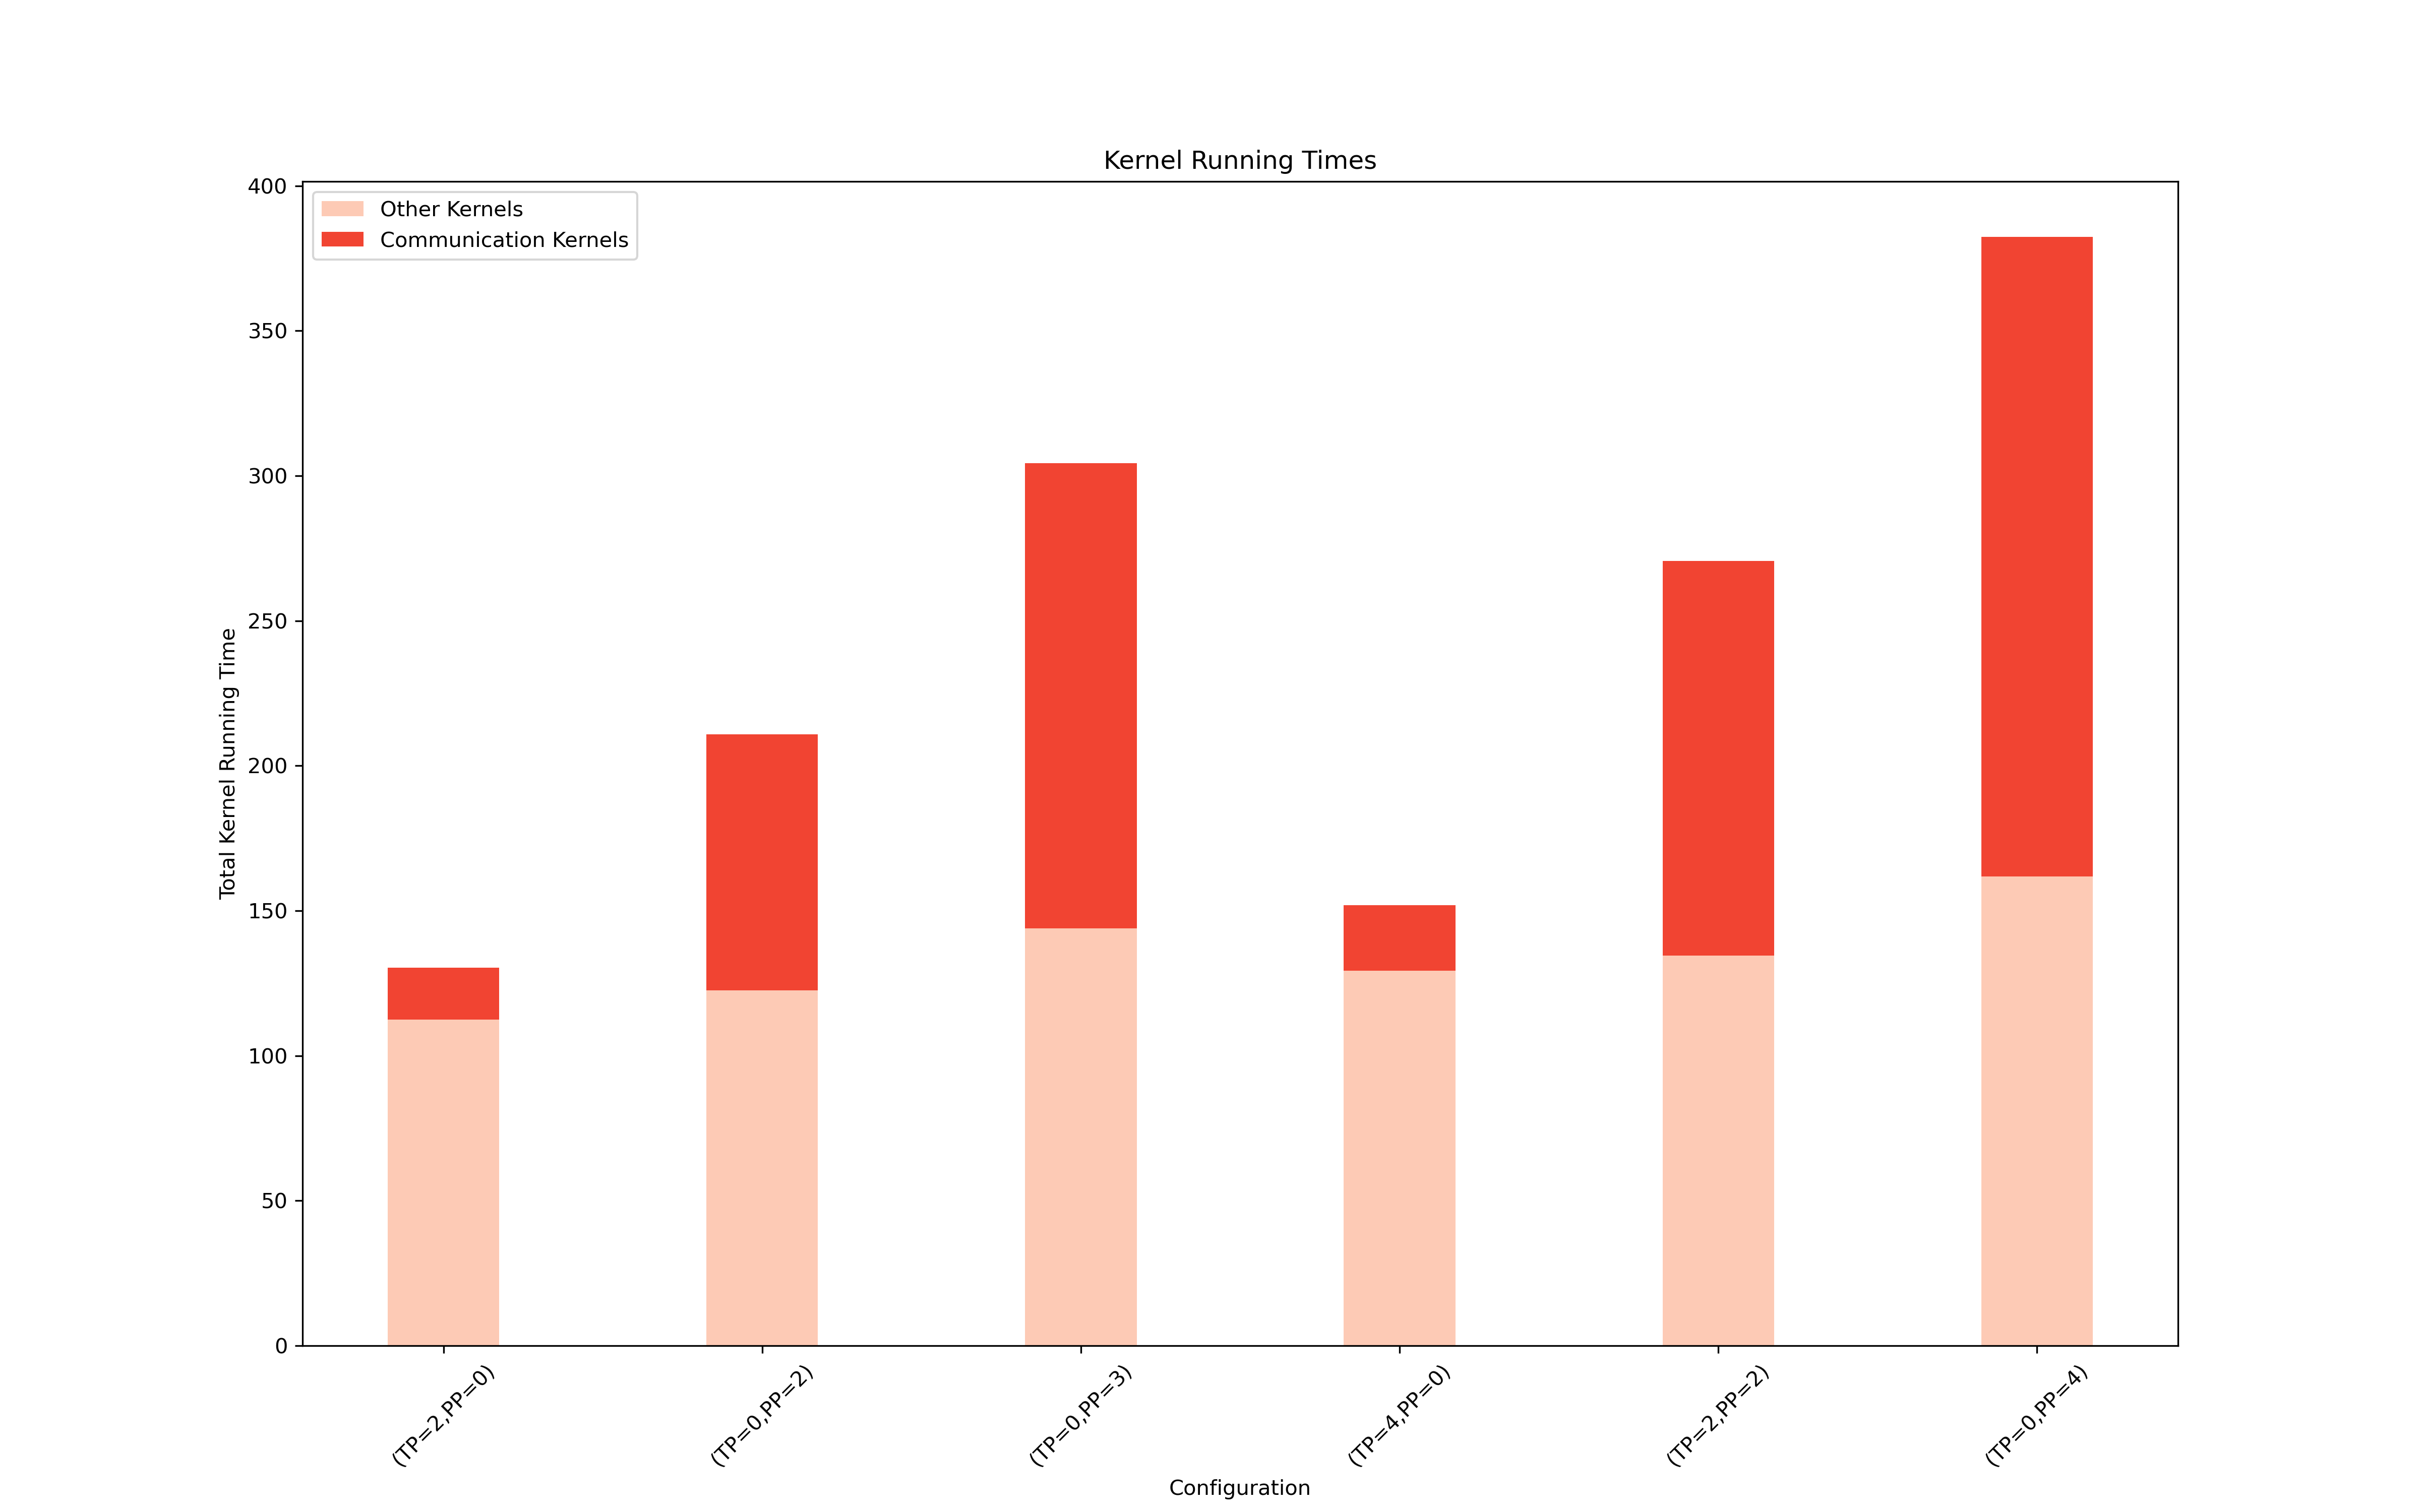 Kernel Running Times
Other Kernels
Communication Kernels
400
350
300
250
200
150
100
50
0
Total Kernel Running Time
(TP=2,PP=0)
(TP=0,PP=2)
(TP=0,PP=3)
(TP=4,PP=0)
(TP=2,PP=2)
(TP=0,PP=4)
Configuration